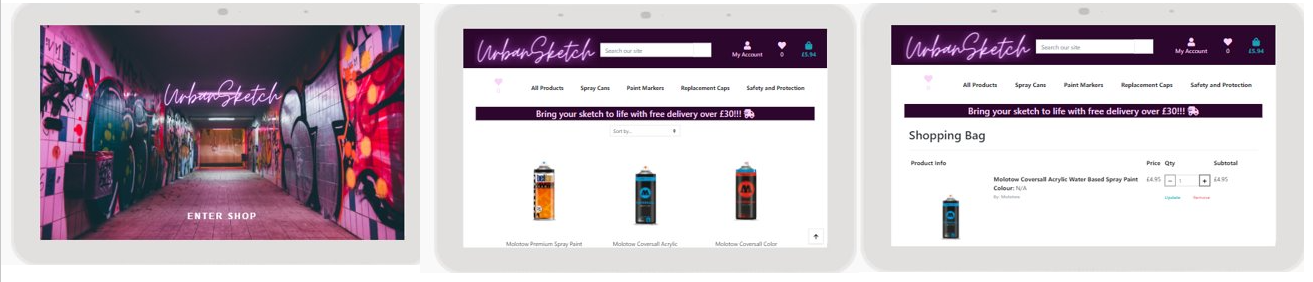 UrbanSketch
ENTER SHOP
UrbanSketch
Search our site
My Account
0
£5.94
All Products Spray Cans Paint Markers Replacement Caps Safety and Protection
Bring your sketch to life with free delivery over £30!!!
Sort by...
Molotow Premium Spray Paint Molotow Coversall Acrylic Molotow Coversall Color
UrbanSketch
Search our site
My Account
0
£5.94
All Products Spray Cans Paint Markers Replacement Caps Safety and Protection
Bring your sketch to life with free delivery over £30!!!
Shopping Bag
Product Info Price Qty Subtotal
Molotow Coversall Acrylic Water Based Spray Paint £4.95 − 1 + £4.95
Colour: N/A
By: Molotow
Update Remove